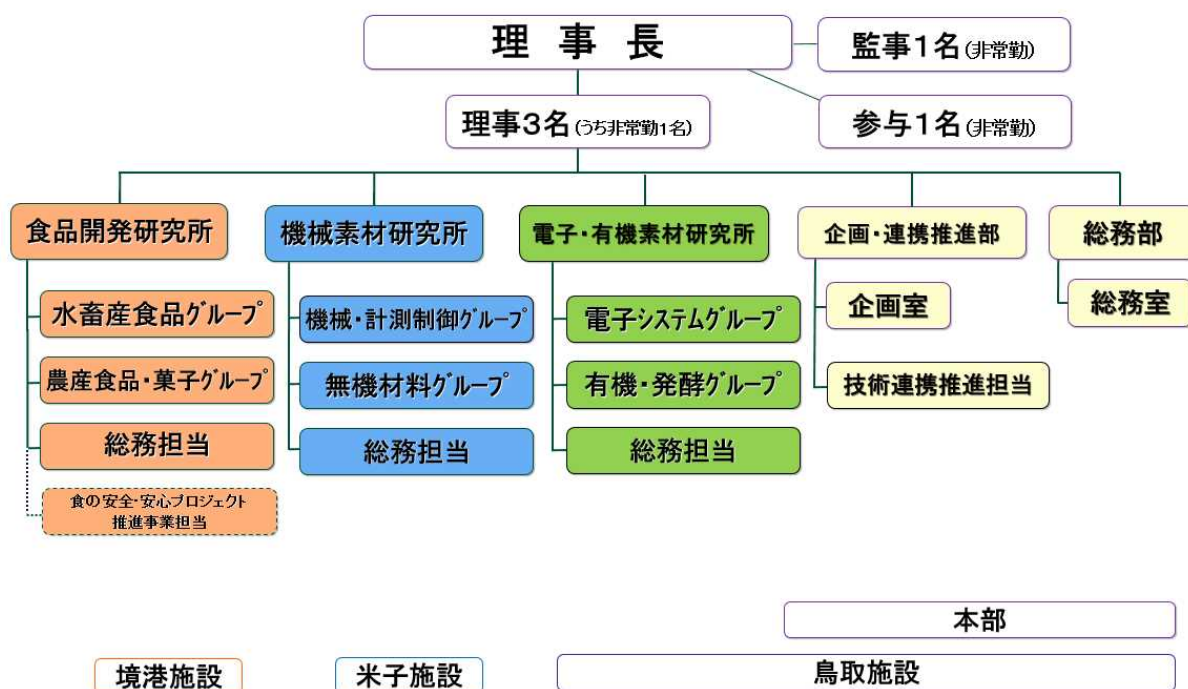 理 事 長
監事1名(非常勤)
理事3名(うち非常勤1名)
参与1名(非常勤)
食品開発研究所
機械素材研究所
電子・有機素材研究所
企画・連携推進部
総務部
水畜産食品グループ
機械・計測制御グループ
電子システムグループ
企画室
総務室
農産食品・菓子グループ
無機材料グループ
有機・発酵グループ
技術連携推進担当
総務担当
総務担当
総務担当
食の安全・安心プロジェクト
推進事業担当
本部
境港施設
米子施設
鳥取施設